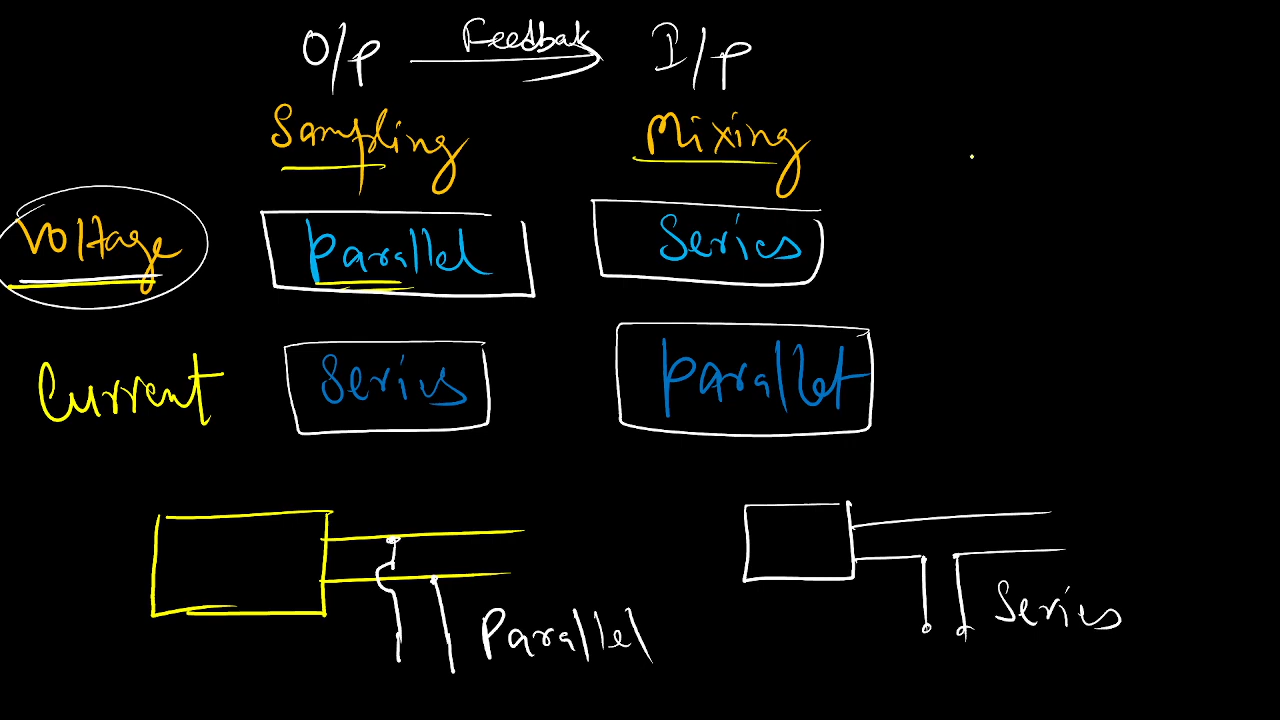 O/p Feedbak I/p
Sampling Mixing
Voltage Parallel Series
Current Series Parallel
Parallel Series